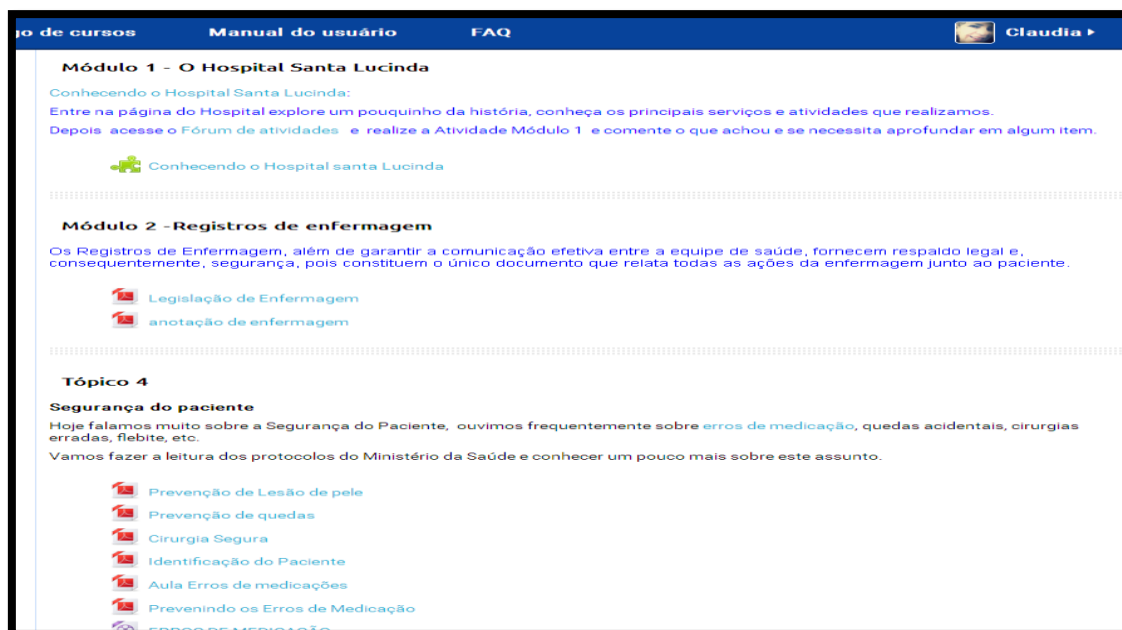 go de cursos Manual do usuário FAQ Claudia
Módulo 1 - O Hospital Santa Lucinda
Conhecendo o Hospital Santa Lucinda:
Entre na página do Hospital explore um pouquinho da história, conheça os principais serviços e atividades que realizamos.
Depois acesse o Fórum de atividades e realize a Atividade Módulo 1 e comente o que achou e se necessita aprofundar em algum item.
Conhecendo o Hospital santa Lucinda
Módulo 2 -Registros de enfermagem
Os Registros de Enfermagem, além de garantir a comunicação efetiva entre a equipe de saúde, fornecem respaldo legal e,
consequentemente, segurança, pois constituem o único documento que relata todas as ações da enfermagem junto ao paciente.
Legislação de Enfermagem
anotação de enfermagem
Tópico 4
Segurança do paciente
Hoje falamos muito sobre a Segurança do Paciente, ouvimos frequentemente sobre erros de medicação, quedas acidentais, cirurgias
erradas, flebite, etc.
Vamos fazer a leitura dos protocolos do Ministério da Saúde e conhecer um pouco mais sobre este assunto.
Prevenção de Lesão de pele
Prevenção de quedas
Cirurgia Segura
Identificação do Paciente
Aula Erros de medicações
Prevenindo os Erros de Medicação
ERROS DE MEDICAÇÃO